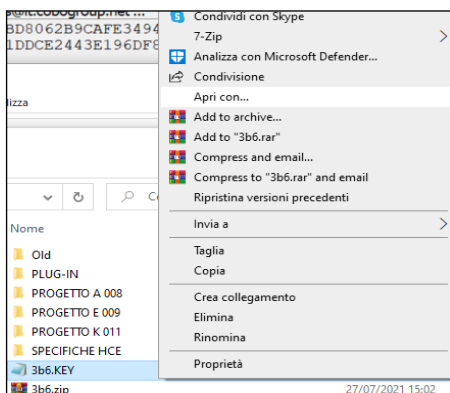 s@it.cobogroup.net ...
BD8062B9CAFE3494
1DDCE2443E196DF8
izza
Nome
Old
PLUG-IN
PROGETTO A 008
PROGETTO E 009
PROGETTO K 011
SPECIFICHE HCE
3b6.KEY
3b6.zip
27/07/2021 15:02
Condividi con Skype
7-Zip
Analizza con Microsoft Defender...
Condivisione
Apri con...
Add to archive...
Add to "3b6.rar"
Compress and email...
Compress to "3b6.rar" and email
Ripristina versioni precedenti
Invia a
Taglia
Copia
Crea collegamento
Elimina
Rinomina
Proprietà